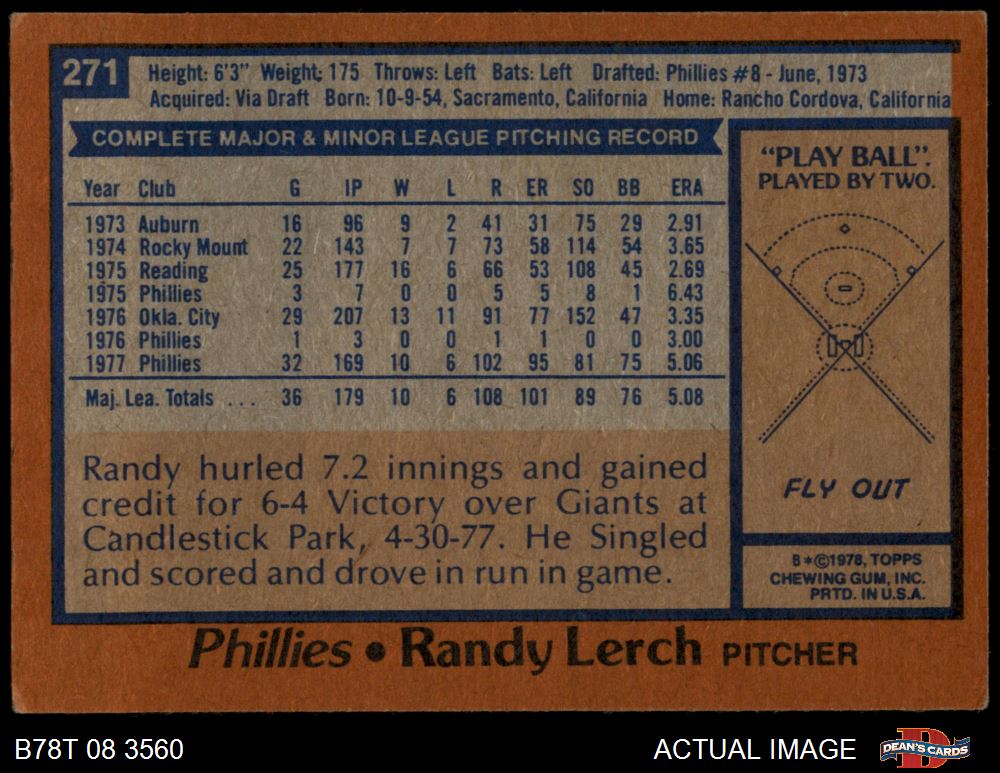 271
Height: 6'3" Weight: 175 Throws: Left Bats: Left Drafted: Phillies #8 - June, 1973
Acquired: Via Draft Born: 10-9-54, Sacramento, California Home: Rancho Cordova, California
COMPLETE MAJOR & MINOR LEAGUE PITCHING RECORD
Year Club G IP W L R ER SO BB ERA
1973 Auburn 16 96 9 2 41 31 75 29 2.91
1974 Rocky Mount 22 143 7 7 73 58 114 54 3.65
1975 Reading 25 177 16 6 66 53 108 45 2.69
1975 Phillies 3 7 0 0 5 5 8 1 6.43
1976 Okla. City 29 207 13 11 91 77 152 47 3.35
1976 Phillies 1 3 0 0 1 1 0 0 3.00
1977 Phillies 32 169 10 6 102 95 81 75 5.06
Maj. Lea. Totals ... 36 179 10 6 108 101 89 76 5.08
Randy hurled 7.2 innings and gained
credit for 6-4 Victory over Giants at
Candlestick Park, 4-30-77. He Singled
and scored and drove in run in game.
"PLAY BALL".
PLAYED BY TWO.
FLY OUT
B*©1978, TOPPS
CHEWING GUM, INC.
PRTD. IN U.S.A.
Phillies • Randy Lerch PITCHER
B78T 08 3560
ACTUAL IMAGE
DEAN'S CARDS